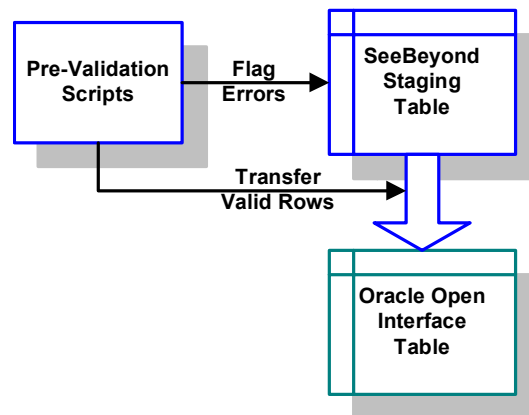 Pre-Validation
Scripts
Flag
Errors
SeeBeyond
Staging
Table
Transfer
Valid Rows
Oracle Open
Interface
Table